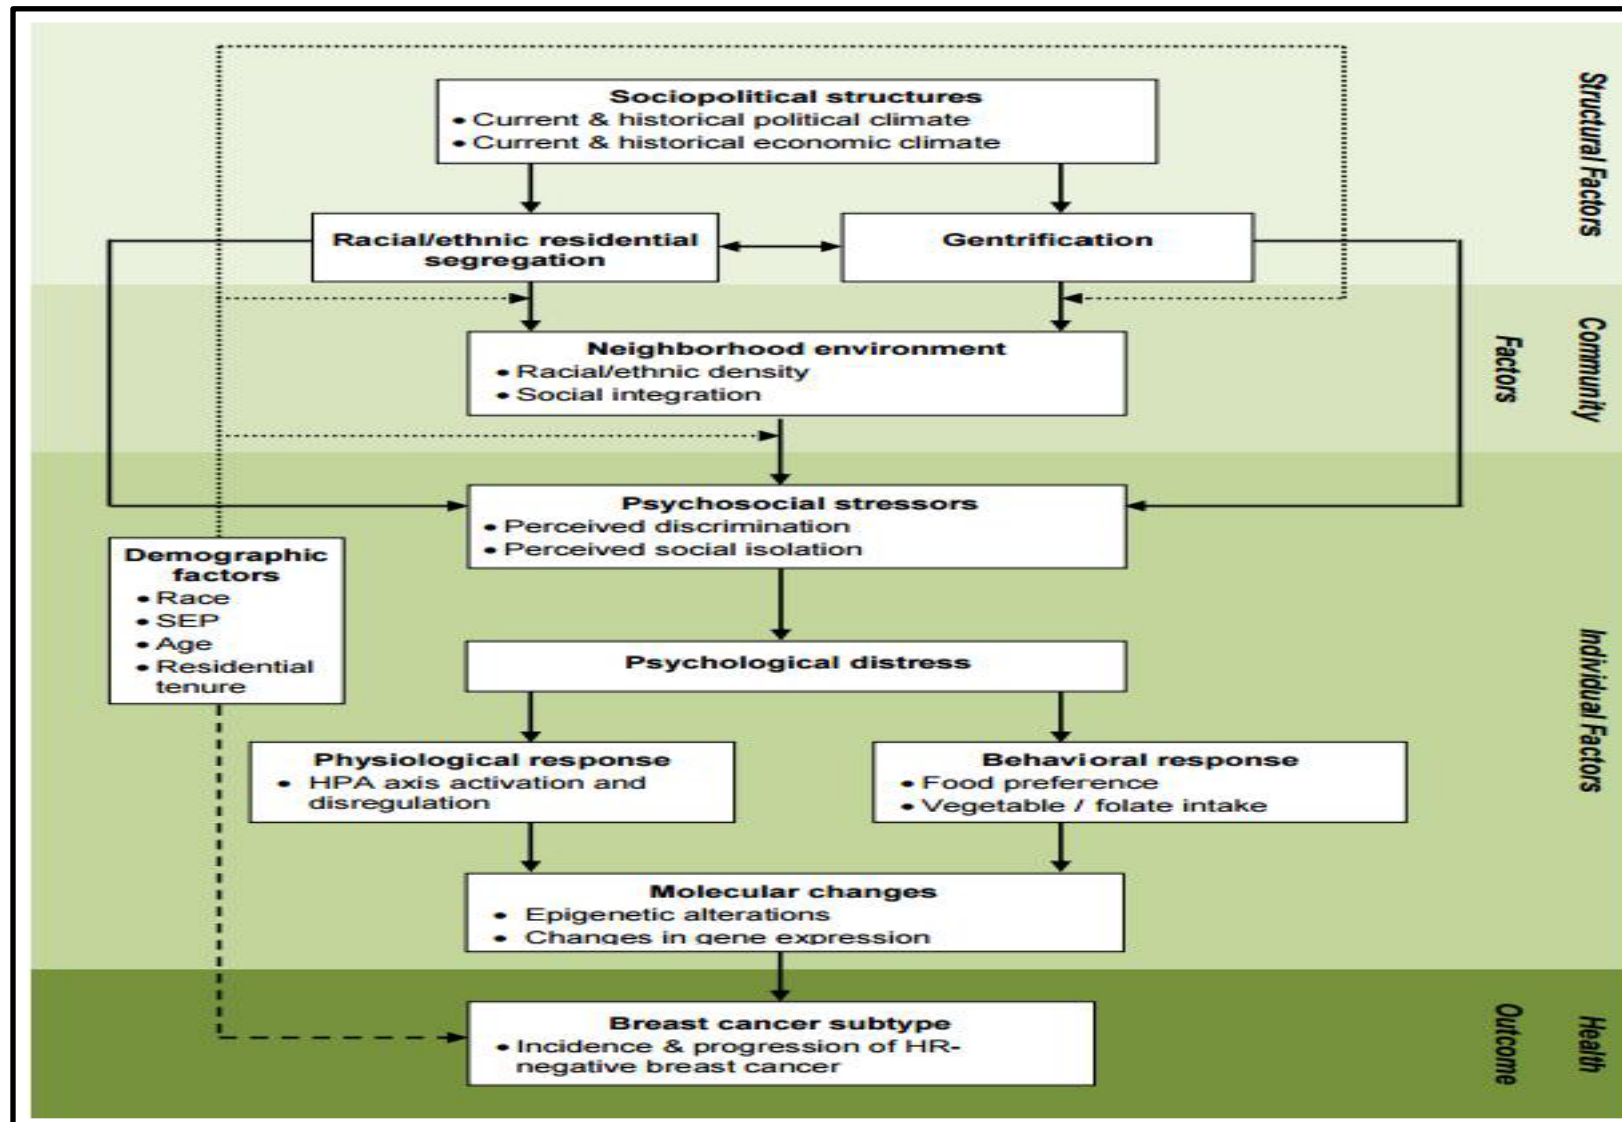 Sociopolitical structures
• Current & historical political climate
• Current & historical economic climate
Structural Factors
Racial/ethnic residential
segregation
Gentrification
Neighborhood environment
• Racial/ethnic density
• Social integration
Community
Factors
Psychosocial stressors
• Perceived discrimination
• Perceived social isolation
Demographic
factors
• Race
• SEP
• Age
• Residential
tenure
Psychological distress
Individual Factors
Physiological response
• HPA axis activation and
disregulation
Behavioral response
• Food preference
• Vegetable / folate intake
Molecular changes
• Epigenetic alterations
• Changes in gene expression
Breast cancer subtype
• Incidence & progression of HR-
negative breast cancer
Health
Outcome